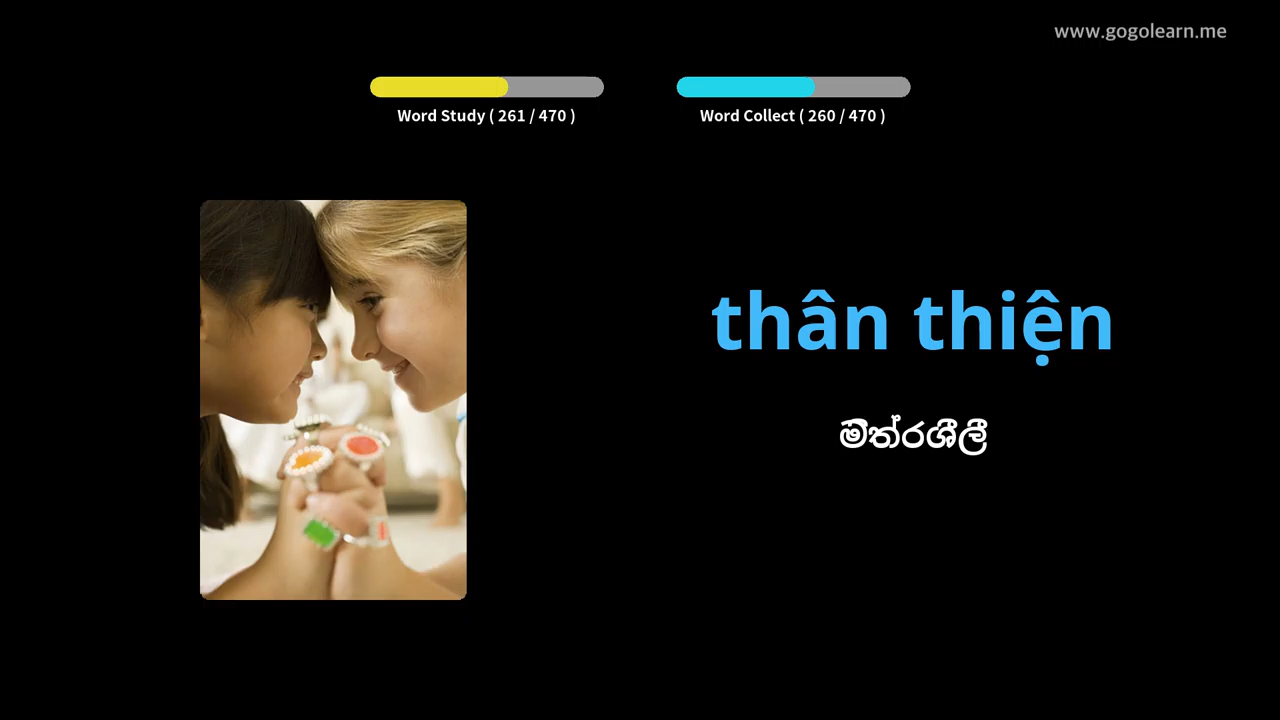 www.gogolearn.me
Word Study ( 261 / 470 )
Word Collect ( 260 / 470 )
thân thiện
මිත්රශීලී